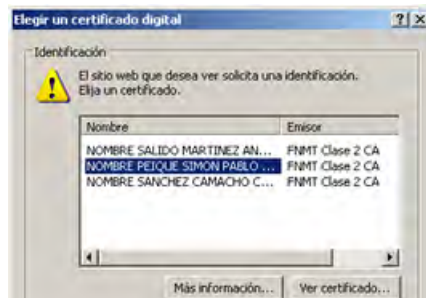 Elegir un certificado digital
Identificación
El sitio web que desea ver solicita una identificación.
Elija un certificado.
Nombre Emisor
NOMBRE SALIDO MARTINEZ AN... FNMT Clase 2 CA
NOMBRE PEIQUE SIMON PABLO ... FNMT Clase 2 CA
NOMBRE SANCHEZ CAMACHO C... FNMT Clase 2 CA
Más información... Ver certificado...